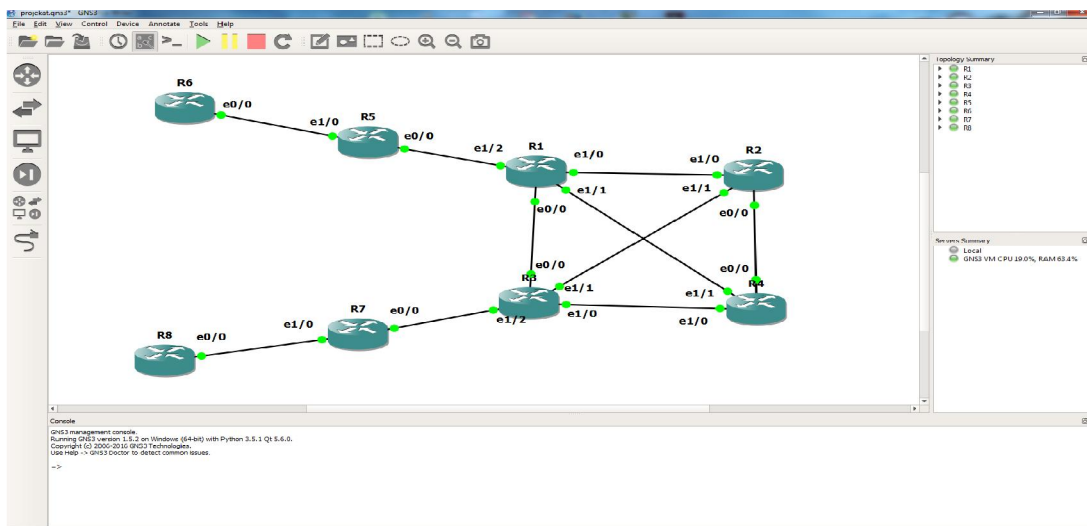 projekat.gns3* - GNS3
File Edit View Control Device Annotate Tools Help
R6
e0/0
e1/0
R5
e0/0
e1/2
R1
e1/0
e1/0
R2
e1/1
e1/1
e0/0
e0/0
e0/0
R3
e1/1
e1/0
e1/2
e0/0
e1/1
R4
e1/0
R7
e0/0
e1/0
R8
e0/0
Topology Summary
R1
R2
R3
R4
R5
R6
R7
R8
Servers Summary
Local
GNS3 VM CPU 19.0%, RAM 63.4%
Console
GNS3 management console.
Running GNS3 version 1.5.2 on Windows (64-bit) with Python 3.5.1 Qt 5.6.0.
Copyright (c) 2006-2016 GNS3 Technologies.
Use Help -> GNS3 Doctor to detect common issues.
=>